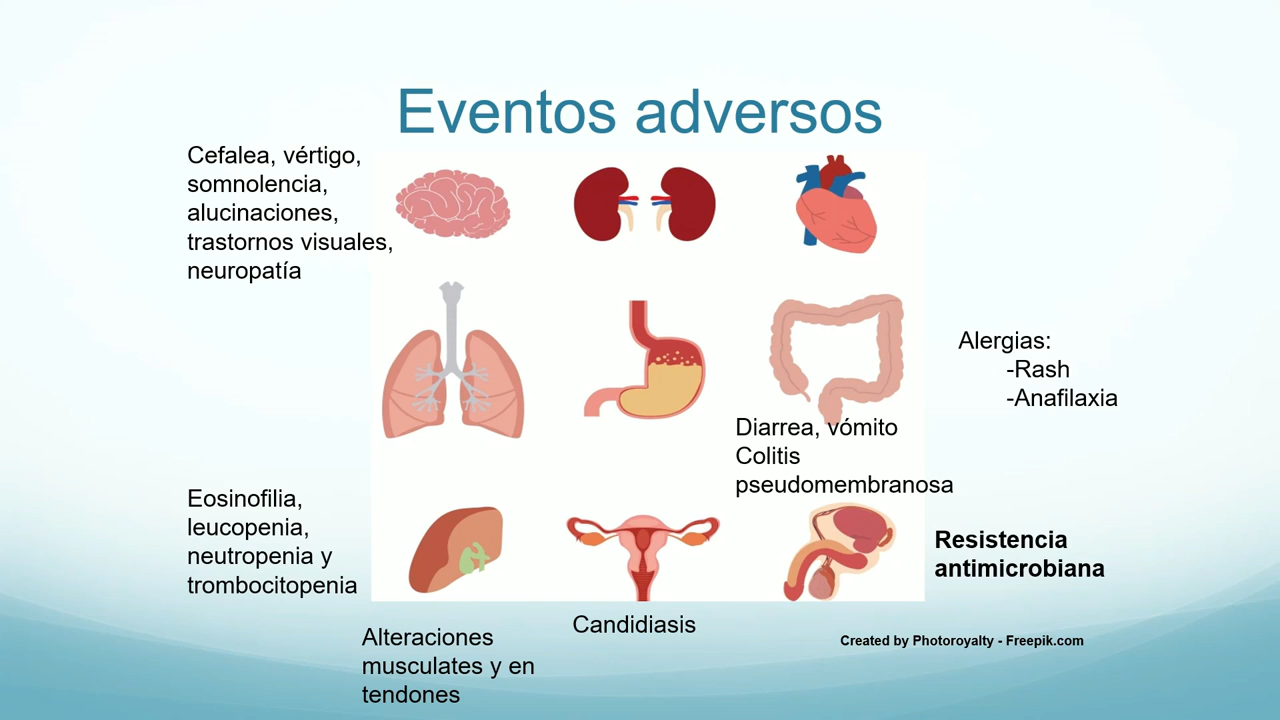 Eventos adversos
Cefalea, vértigo,
somnolencia,
alucinaciones,
trastornos visuales,
neuropatía
Alergias:
-Rash
-Anafilaxia
Diarrea, vómito
Colitis
pseudomembranosa
Eosinofilia,
leucopenia,
neutropenia y
trombocitopenia
Resistencia
antimicrobiana
Candidiasis
Alteraciones
musculates y en
tendones
Created by Photoroyalty - Freepik.com